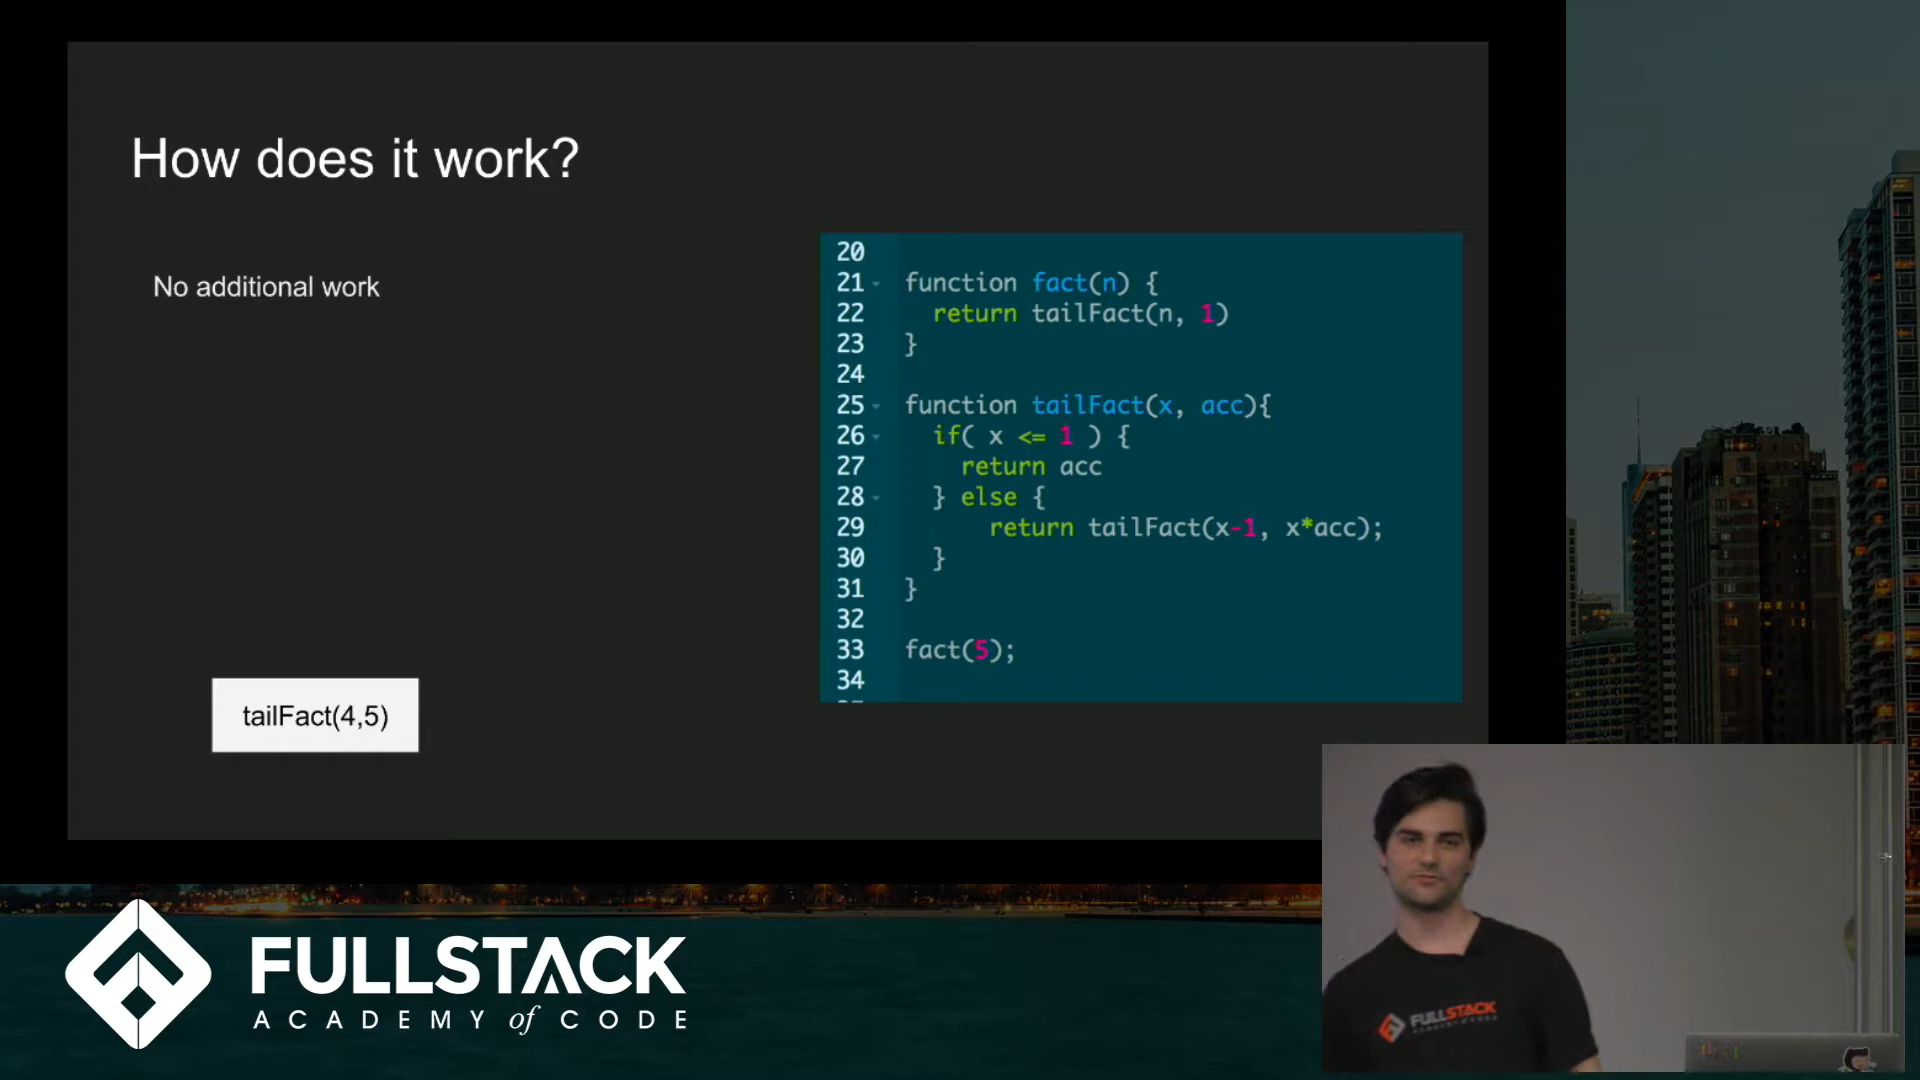 How does it work?
No additional work
20
21 function fact(n) {
22 return tailFact(n, 1)
23 }
24
25 function tailFact(x, acc){
26 if( x <= 1 ) {
27 return acc
28 } else {
29 return tailFact(x-1, x*acc);
30 }
31 }
32
33 fact(5);
34
tailFact(4,5)
FULLSTACK
ACADEMY of CODE
FULLSTACK